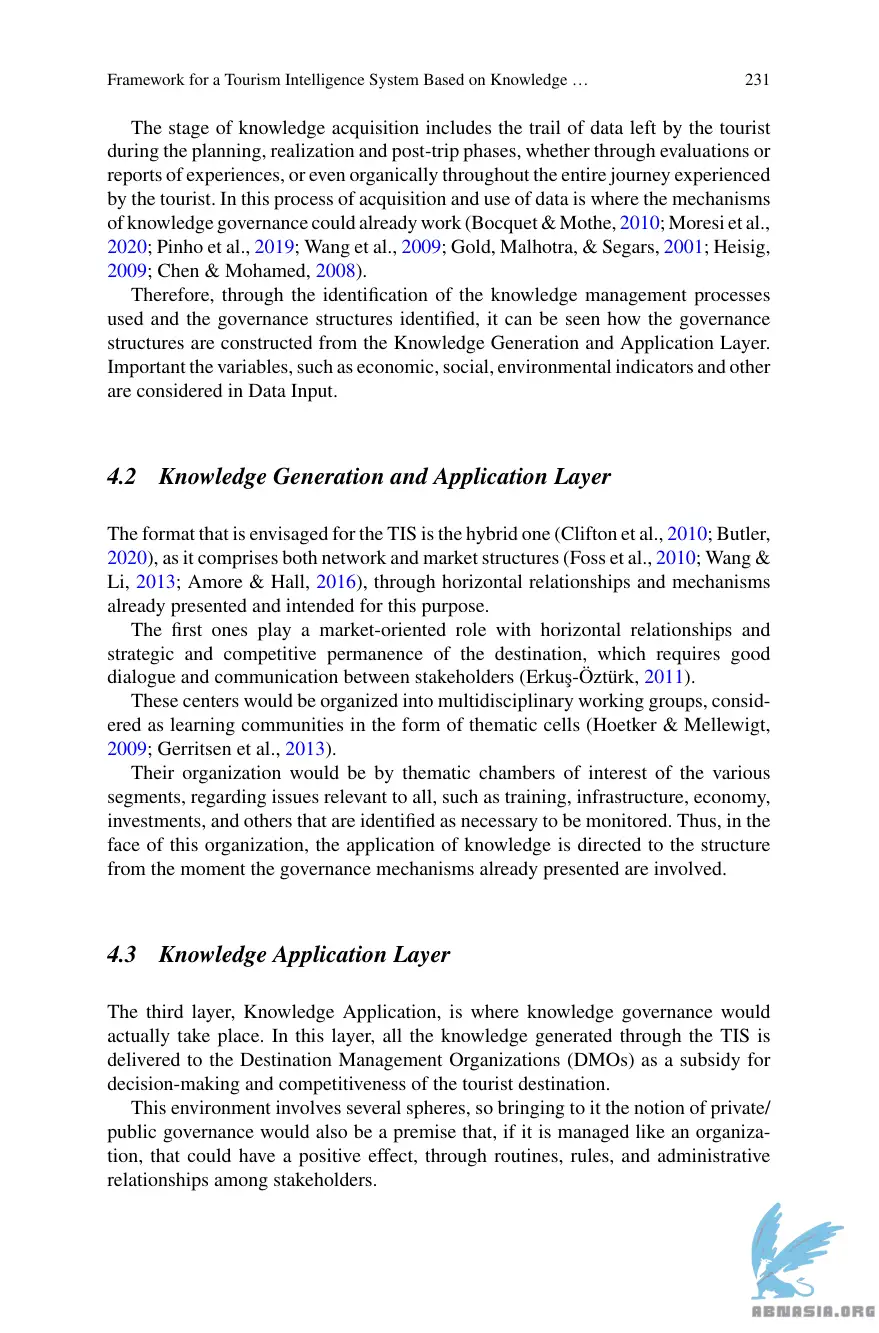 Framework for a Tourism Intelligence System Based on Knowledge … 231
The stage of knowledge acquisition includes the trail of data left by the tourist
during the planning, realization and post-trip phases, whether through evaluations or
reports of experiences, or even organically throughout the entire journey experienced
by the tourist. In this process of acquisition and use of data is where the mechanisms
of knowledge governance could already work (Bocquet & Mothe, 2010; Moresi et al.,
2020; Pinho et al., 2019; Wang et al., 2009; Gold, Malhotra, & Segars, 2001; Heisig,
2009; Chen & Mohamed, 2008).
Therefore, through the identification of the knowledge management processes
used and the governance structures identified, it can be seen how the governance
structures are constructed from the Knowledge Generation and Application Layer.
Important the variables, such as economic, social, environmental indicators and other
are considered in Data Input.
4.2 Knowledge Generation and Application Layer
The format that is envisaged for the TIS is the hybrid one (Clifton et al., 2010; Butler,
2020), as it comprises both network and market structures (Foss et al., 2010; Wang &
Li, 2013; Amore & Hall, 2016), through horizontal relationships and mechanisms
already presented and intended for this purpose.
The first ones play a market-oriented role with horizontal relationships and
strategic and competitive permanence of the destination, which requires good
dialogue and communication between stakeholders (Erkuş-Öztürk, 2011).
These centers would be organized into multidisciplinary working groups, consid-
ered as learning communities in the form of thematic cells (Hoetker & Mellewigt,
2009; Gerritsen et al., 2013).
Their organization would be by thematic chambers of interest of the various
segments, regarding issues relevant to all, such as training, infrastructure, economy,
investments, and others that are identified as necessary to be monitored. Thus, in the
face of this organization, the application of knowledge is directed to the structure
from the moment the governance mechanisms already presented are involved.
4.3 Knowledge Application Layer
The third layer, Knowledge Application, is where knowledge governance would
actually take place. In this layer, all the knowledge generated through the TIS is
delivered to the Destination Management Organizations (DMOs) as a subsidy for
decision-making and competitiveness of the tourist destination.
This environment involves several spheres, so bringing to it the notion of private/
public governance would also be a premise that, if it is managed like an organiza-
tion, that could have a positive effect, through routines, rules, and administrative
relationships among stakeholders.
ABNASIA.ORG